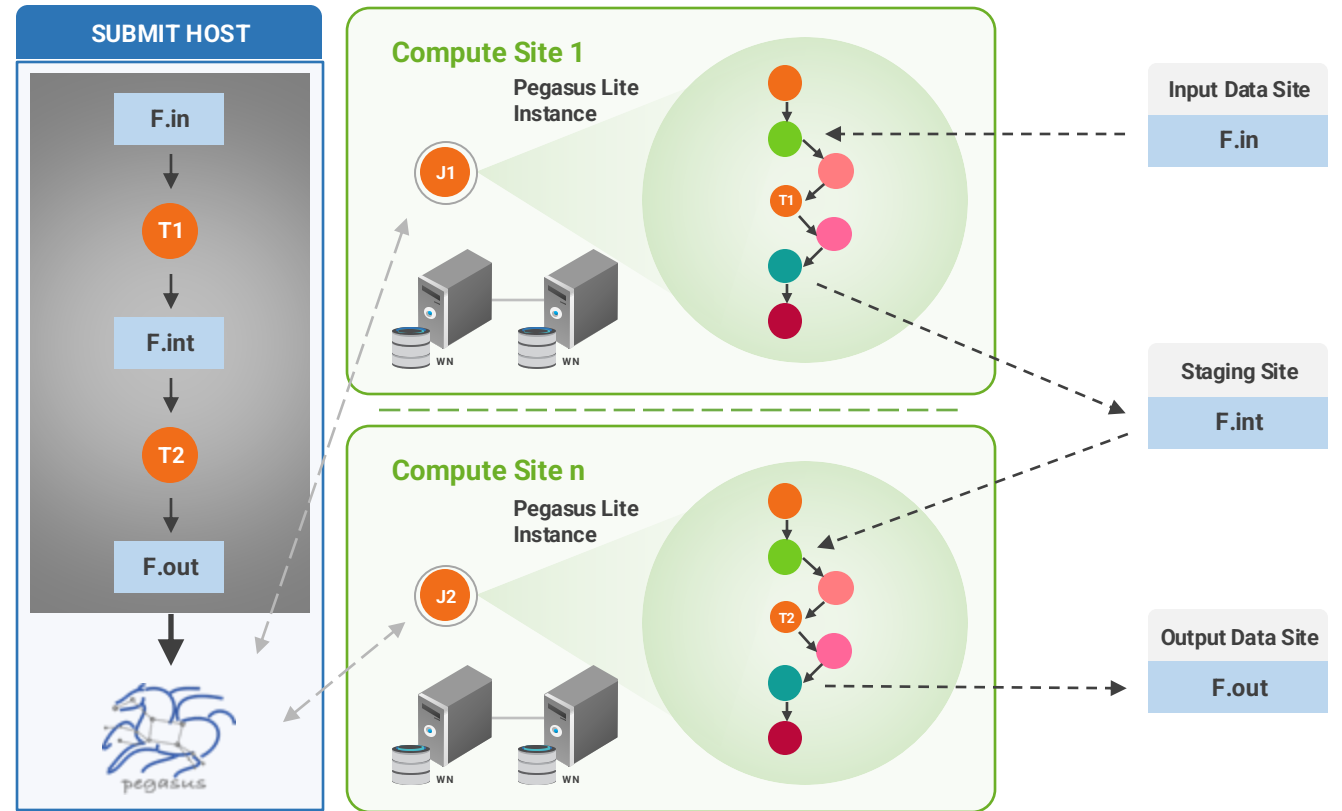 SUBMIT HOST
F.in
T1
F.int
T2
F.out
pegasus
Compute Site 1
Pegasus Lite
Instance
J1
T1
WN
WN
Compute Site n
Pegasus Lite
Instance
J2
T2
WN
WN
Input Data Site
F.in
Staging Site
F.int
Output Data Site
F.out